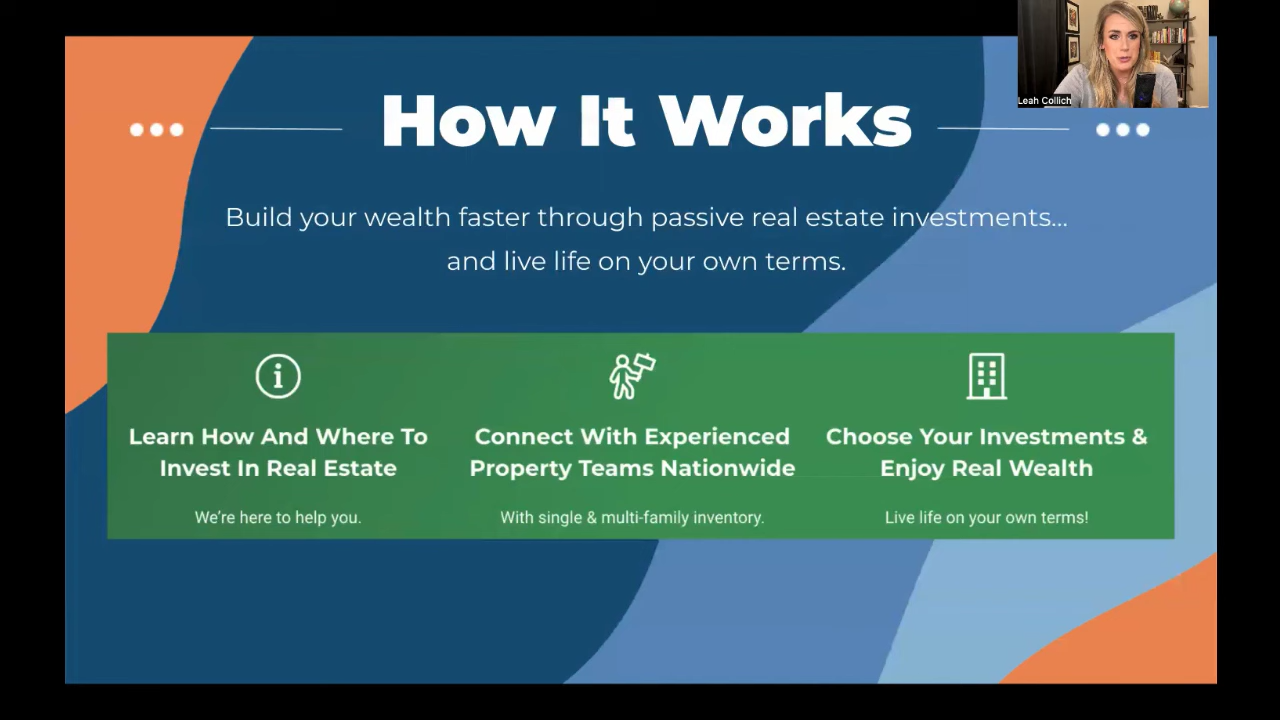 Leah Collich
How It Works
Build your wealth faster through passive real estate investments...
and live life on your own terms.
Learn How And Where To
Invest In Real Estate
We're here to help you.
Connect With Experienced
Property Teams Nationwide
With single & multi-family inventory.
Choose Your Investments &
Enjoy Real Wealth
Live life on your own terms!